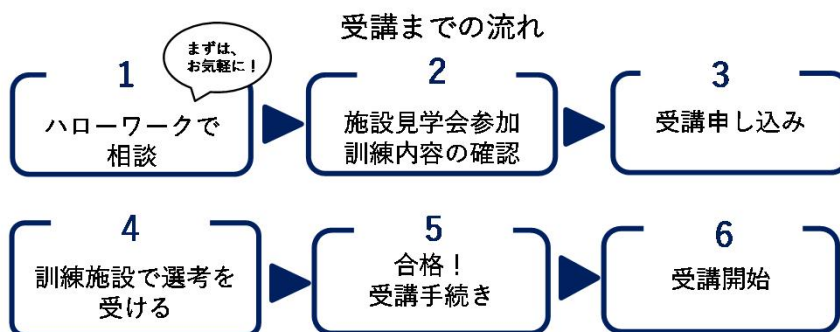 受講までの流れ
まずは、
お気軽に！
1
ハローワークで
相談
2
施設見学会参加
訓練内容の確認
3
受講申し込み
4
訓練施設で選考を
受ける
5
合格！
受講手続き
6
受講開始